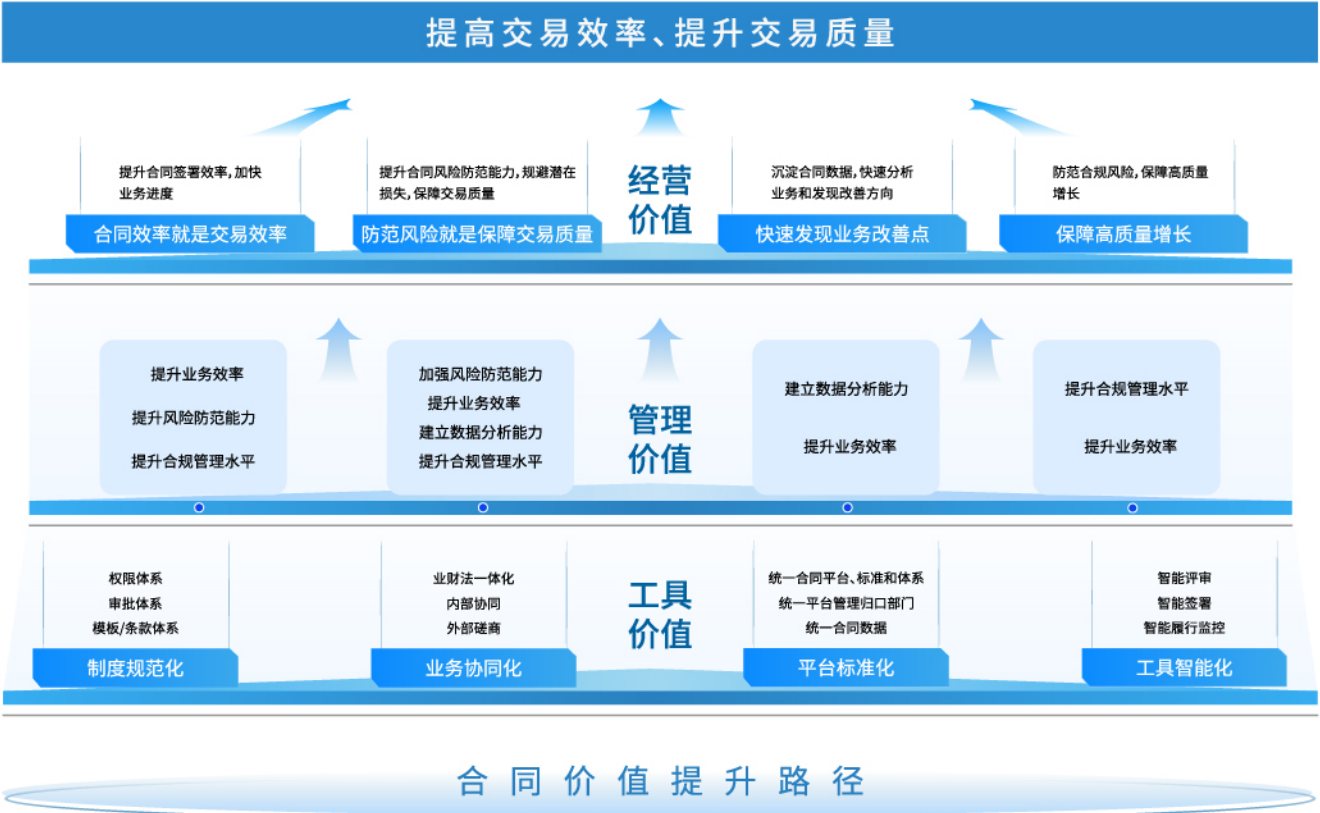 提高交易效率、提升交易质量
提升合同签署效率,加快
业务进度
合同效率就是交易效率
提升合同风险防范能力,规避潜在
损失,保障交易质量
防范风险就是保障交易质量
经营
价值
沉淀合同数据,快速分析
业务和发现改善方向
快速发现业务改善点
防范合规风险,保障高质量
增长
保障高质量增长
提升业务效率
提升风险防范能力
提升合规管理水平
加强风险防范能力
提升业务效率
建立数据分析能力
提升合规管理水平
管理
价值
建立数据分析能力
提升业务效率
提升合规管理水平
提升业务效率
权限体系
审批体系
模板/条款体系
制度规范化
业财法一体化
内部协同
外部磋商
业务协同化
工具
价值
统一合同平台、标准和体系
统一平台管理归口部门
统一合同数据
平台标准化
智能评审
智能签署
智能履行监控
工具智能化
合同价值提升路径